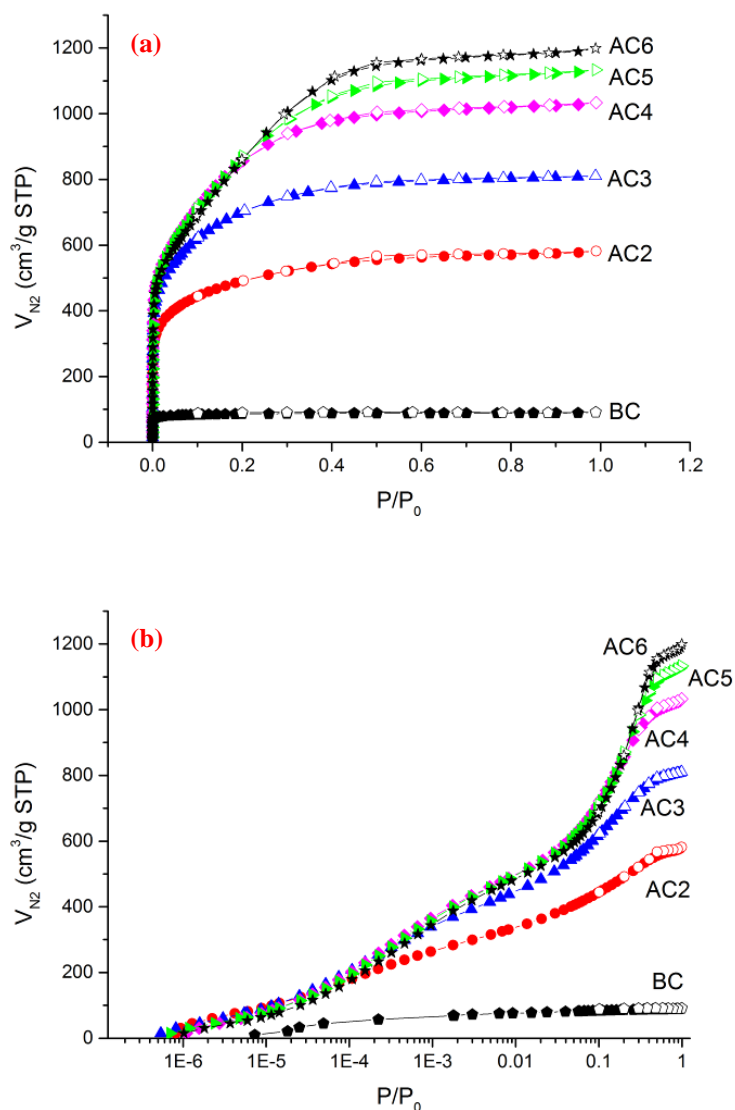 (a)
1200
1000
800
600
400
200
0
V_N2 (cm³/g STP)
AC6
AC5
AC4
AC3
AC2
BC
0.0 0.2 0.4 0.6 0.8 1.0 1.2
P/P₀
(b)
1200
1000
800
600
400
200
0
V_N2 (cm³/g STP)
AC6
AC5
AC4
AC3
AC2
BC
1E-6 1E-5 1E-4 1E-3 0.01 0.1 1
P/P₀